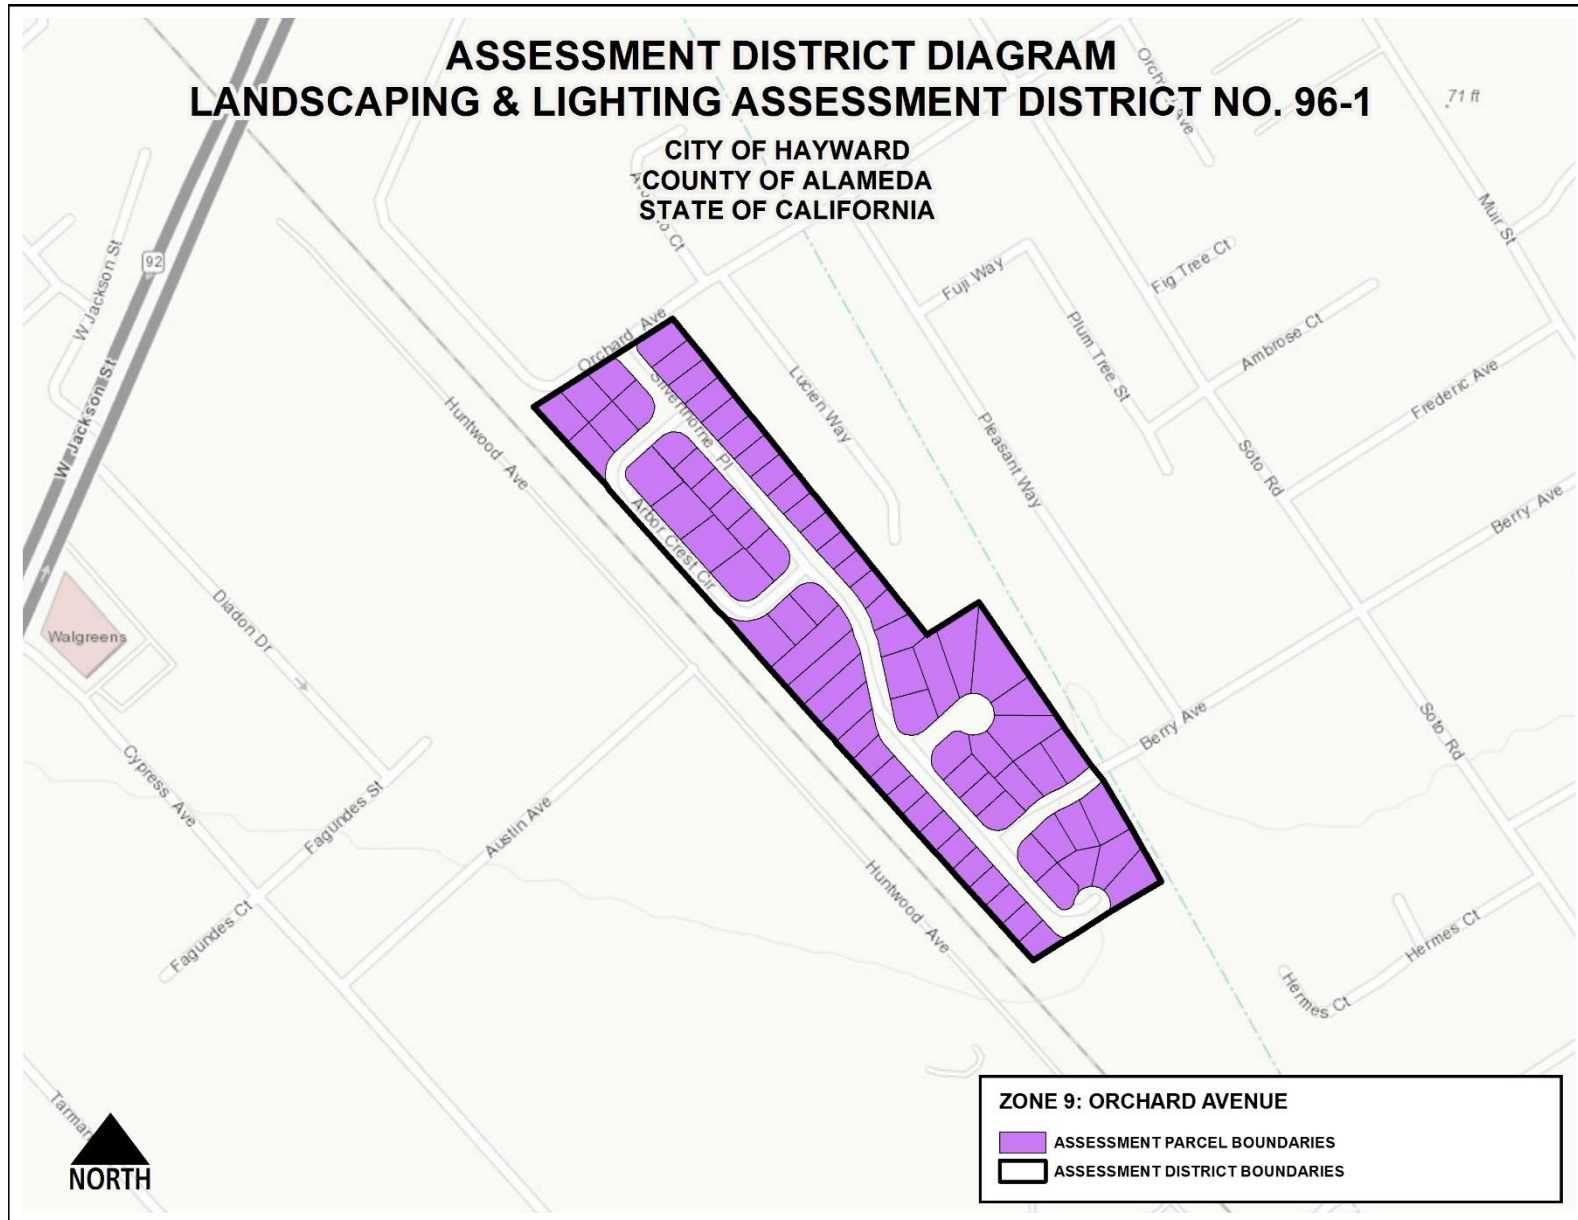 ASSESSMENT DISTRICT DIAGRAM
LANDSCAPING & LIGHTING ASSESSMENT DISTRICT NO. 96-1
CITY OF HAYWARD
COUNTY OF ALAMEDA
STATE OF CALIFORNIA
71 ft
Muir St
W Jackson St
92
Fuji Way
Fig Tree Ct
Orchard Ave
Plum Tree St
Ambrose Ct
W Jackson St
Huntwood Ave
Silverthorne Pl
Lucien Way
Pleasant Way
Frederic Ave
Soto Rd
Berry Ave
Arbor Crest Cir
Walgreens
Diadon Dr
Berry Ave
Soto Rd
Cypress Ave
Fagundes St
Austin Ave
Huntwood Ave
Fagundes Ct
Hermes Ct
Hermes Ct
NORTH
ZONE 9: ORCHARD AVENUE
ASSESSMENT PARCEL BOUNDARIES
ASSESSMENT DISTRICT BOUNDARIES